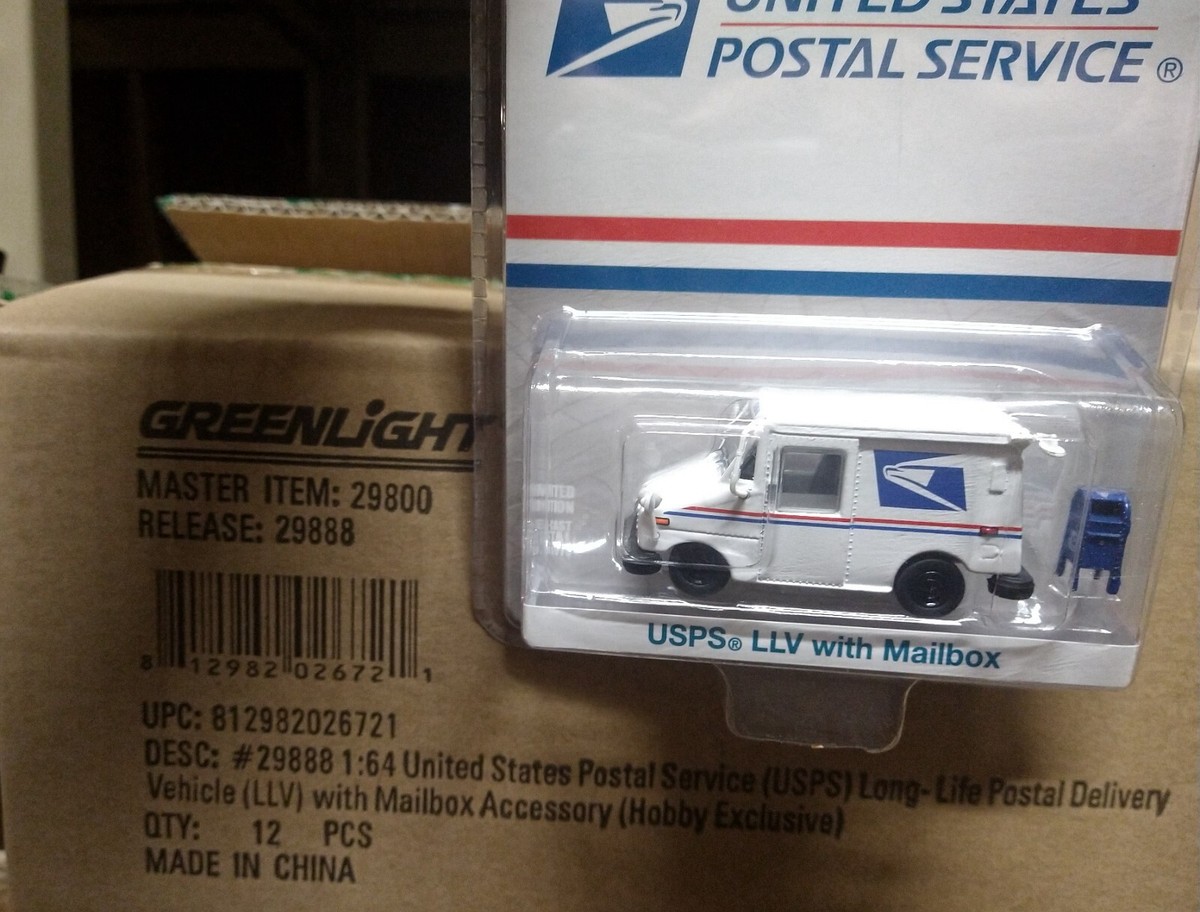 UNITED STATES
POSTAL SERVICE®
GREENLIGHT
MASTER ITEM: 29800
RELEASE: 29888
8 12982 02672 1
UPC: 812982026721
DESC: #29888 1:64 United States Postal Service (USPS) Long-Life Postal Delivery
Vehicle (LLV) with Mailbox Accessory (Hobby Exclusive)
QTY: 12 PCS
MADE IN CHINA
USPS® LLV with Mailbox